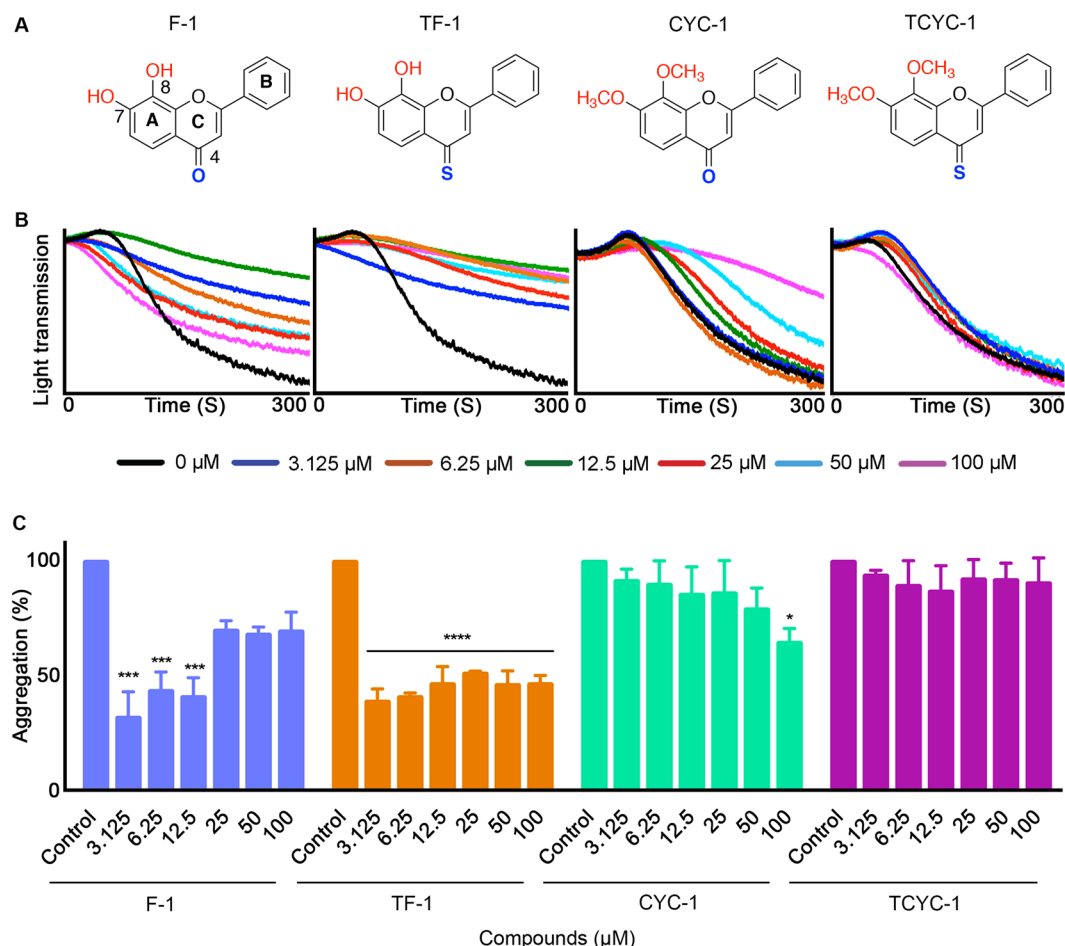 A F-1 TF-1 CYC-1 TCYC-1
OH OH OCH3 OCH3
HO 8 O B HO O H3CO O H3CO O
7 A C
4
O S O S
B
Light transmission
0 Time (S) 300 0 Time (S) 300 0 Time (S) 300 0 Time (S) 300
0 µM 3.125 µM 6.25 µM 12.5 µM 25 µM 50 µM 100 µM
C
Aggregation (%)
100
50
0
*** *** *** **** *
Control 3.125 6.25 12.5 25 50 100 Control 3.125 6.25 12.5 25 50 100 Control 3.125 6.25 12.5 25 50 100 Control 3.125 6.25 12.5 25 50 100
F-1 TF-1 CYC-1 TCYC-1
Compounds (µM)